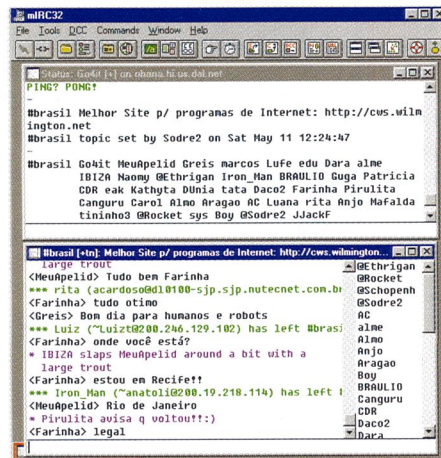 mIRC32
File Tools DCC Commands Window Help
Status: Go4it [+] on ohana.hi.us.dal.net
PING? PONG!
-
#brasil Melhor Site p/ programas de Internet: http://cws.wilm
ington.net
#brasil topic set by Sodre2 on Sat May 11 12:24:47
-
#brasil Go4it MeuApelid Greis marcos Lufe edu Dara alme
IBIZA Naomy @Ethrigan Iron_Man BRAULIO Guga Patricia
CDR eak Kathyta DUnia tata Daco2 Farinha Pirulita
Canguru Carol Almo Aragao AC Luana rita Anjo Mafalda
tininho3 @Rocket sys Boy @Sodre2 JJackF
#brasil [+tn]: Melhor Site p/ programas de Internet: http://cws.wilmington...
large trout
<MeuApelid> Tudo bem Farinha
*** rita (acardoso@dl0100-sjp.sjp.nutecnet.com.br
<Farinha> tudo otimo
<Greis> Bom dia para humanos e robots
*** Luiz (~Luizt@200.246.129.102) has left #brasi
<Farinha> onde você está?
* IBIZA slaps MeuApelid around a bit with a
large trout
<Farinha> estou em Recife!!
*** Iron_Man (~anatoli@200.19.218.114) has left
<MeuApelid> Rio de Janeiro
* Pirulita avisa q voltou!!:)
<Farinha> legal
@Ethrigan
@Rocket
@Schopenh
@Sodre2
AC
alme
Almo
Anjo
Aragao
Boy
BRAULIO
Canguru
CDR
Daco2
Dara